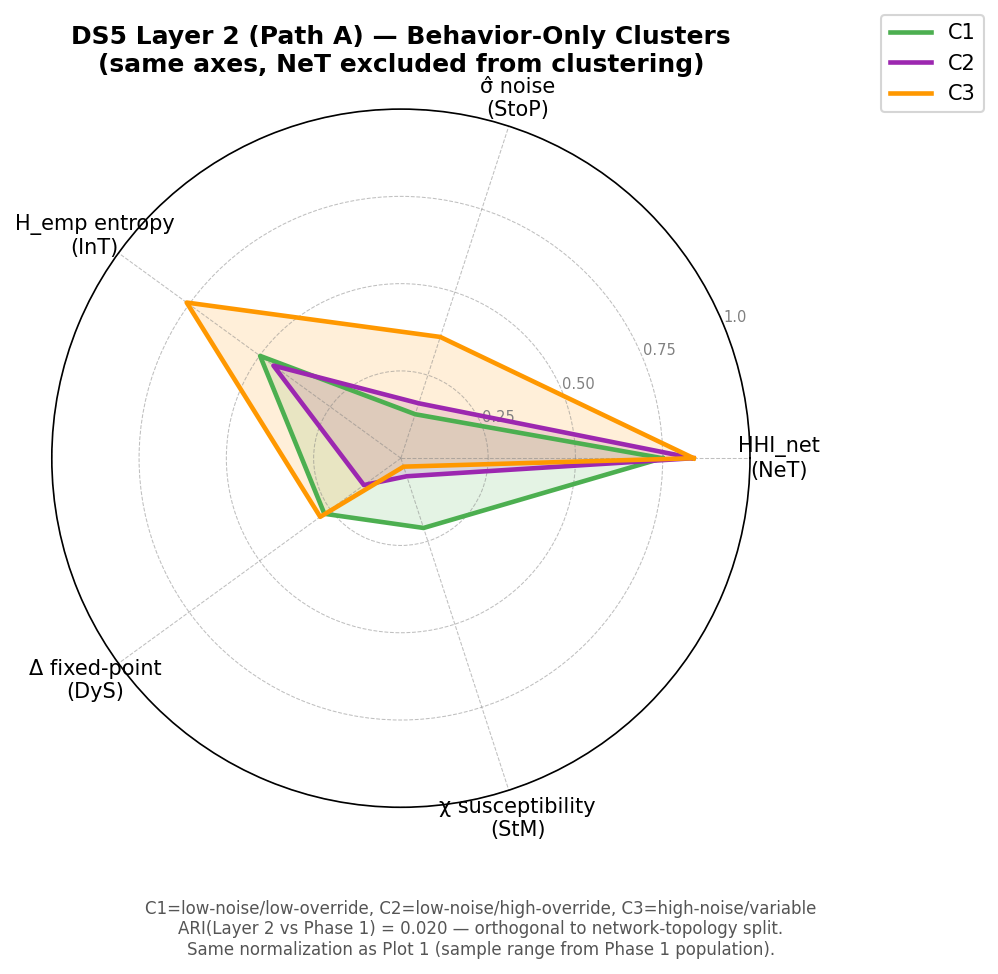 DS5 Layer 2 (Path A) — Behavior-Only Clusters
(same axes, NeT excluded from clustering)
C1
C2
C3
σ̂ noise
(StoP)
H_emp entropy
(InT)
1.0
0.75
0.50
0.25
HHI_net
(NeT)
Δ fixed-point
(DyS)
χ susceptibility
(StM)
C1=low-noise/low-override, C2=low-noise/high-override, C3=high-noise/variable
ARI(Layer 2 vs Phase 1) = 0.020 — orthogonal to network-topology split.
Same normalization as Plot 1 (sample range from Phase 1 population).